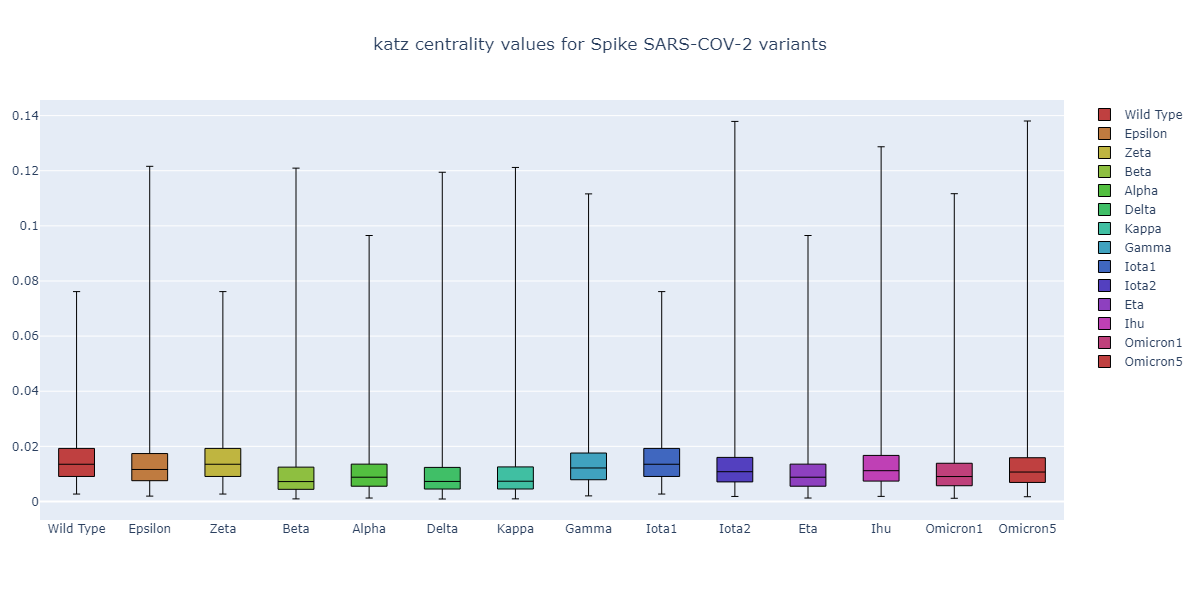 katz centrality values for Spike SARS-COV-2 variants
0.14
0.12
0.1
0.08
0.06
0.04
0.02
0
Wild Type Epsilon Zeta Beta Alpha Delta Kappa Gamma Iota1 Iota2 Eta Ihu Omicron1 Omicron5
Wild Type
Epsilon
Zeta
Beta
Alpha
Delta
Kappa
Gamma
Iota1
Iota2
Eta
Ihu
Omicron1
Omicron5